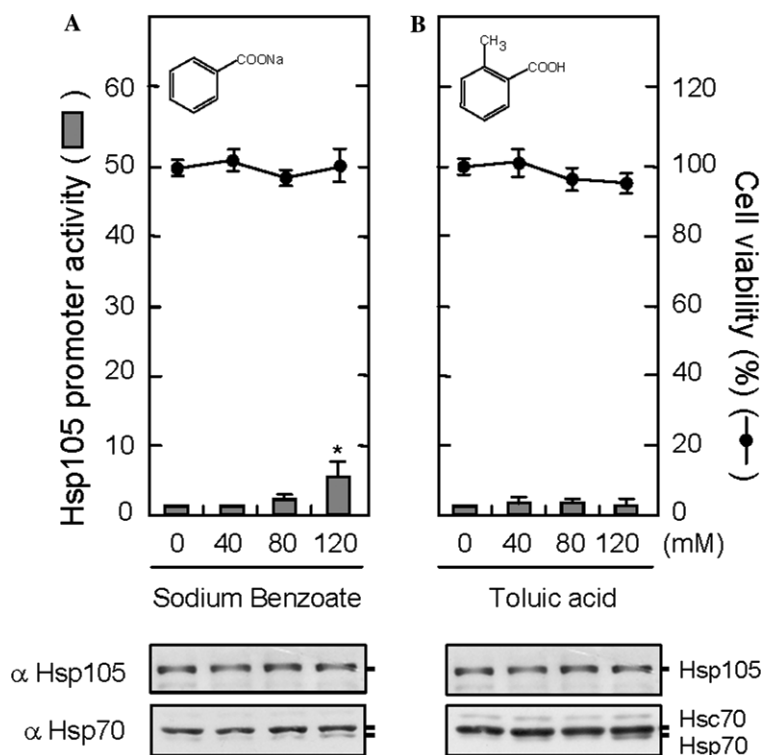 A
B
Hsp105 promoter activity ( )
60
50
40
30
20
10
0
COONa
*
0 40 80 120
Sodium Benzoate
CH3
COOH
0 40 80 120 (mM)
Toluic acid
120
100
80
60
40
20
0
Cell viability (%) ( )
α Hsp105
Hsp105
α Hsp70
Hsc70
Hsp70